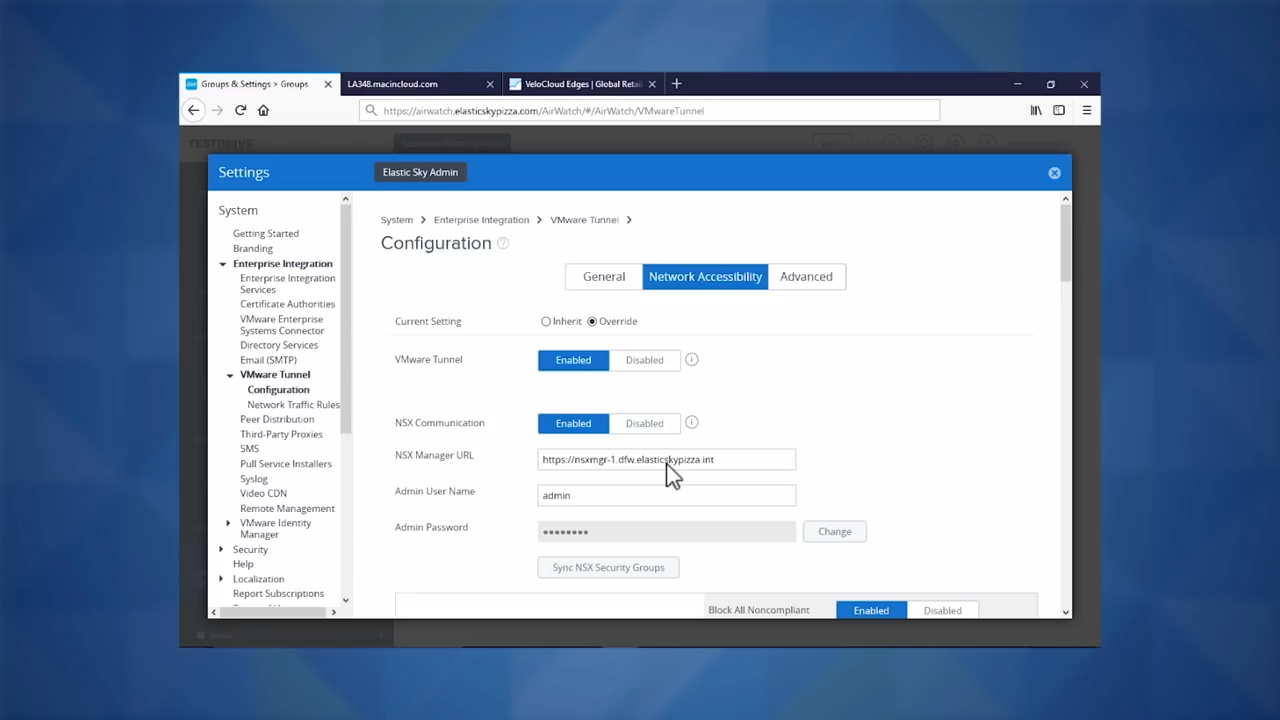 Groups & Settings > Groups
LA348.macincloud.com
VeloCloud Edges | Global Retai
https://airwatch.elasticskypizza.com/AirWatch/#/AirWatch/VMwareTunnel
TESTDRIVE
Settings
Elastic Sky Admin
System
Getting Started
Branding
Enterprise Integration
Enterprise Integration
Services
Certificate Authorities
VMware Enterprise
Systems Connector
Directory Services
Email (SMTP)
VMware Tunnel
Configuration
Network Traffic Rules
Peer Distribution
Third-Party Proxies
SMS
Pull Service Installers
Syslog
Video CDN
Remote Management
VMware Identity
Manager
Security
Help
Localization
Report Subscriptions
System > Enterprise Integration > VMware Tunnel >
Configuration
General
Network Accessibility
Advanced
Current Setting
Inherit
Override
VMware Tunnel
Enabled
Disabled
NSX Communication
Enabled
Disabled
NSX Manager URL
https://nsxmgr-1.dfw.elasticskypizza.int
Admin User Name
admin
Admin Password
••••••••
Change
Sync NSX Security Groups
Block All Noncompliant
Enabled
Disabled